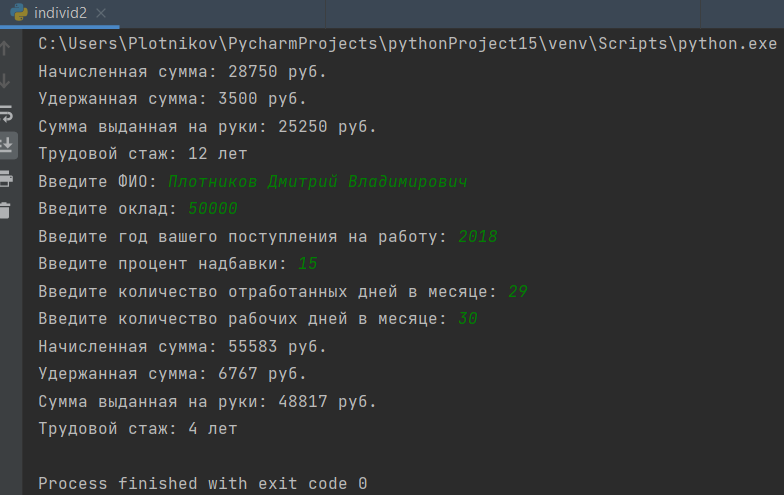 individ2
C:\Users\Plotnikov\PycharmProjects\pythonProject15\venv\Scripts\python.exe
Начисленная сумма: 28750 руб.
Удержанная сумма: 3500 руб.
Сумма выданная на руки: 25250 руб.
Трудовой стаж: 12 лет
Введите ФИО: Плотников Дмитрий Владимирович
Введите оклад: 50000
Введите год вашего поступления на работу: 2018
Введите процент надбавки: 15
Введите количество отработанных дней в месяце: 29
Введите количество рабочих дней в месяце: 30
Начисленная сумма: 55583 руб.
Удержанная сумма: 6767 руб.
Сумма выданная на руки: 48817 руб.
Трудовой стаж: 4 лет
Process finished with exit code 0